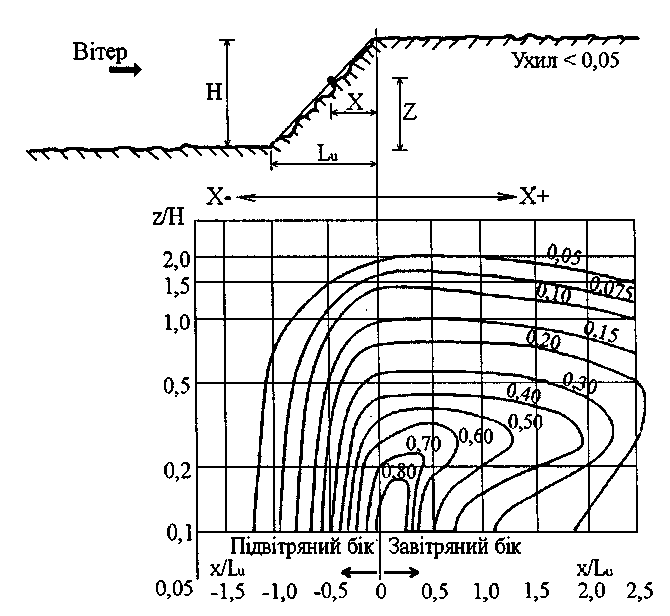 Вітер
Ухил < 0,05
H
X
Z
Lu
X-
X+
z/H
2,0
1,5
1,0
0,5
0,2
0,1
0,05
0,05
0,075
0,10
0,15
0,20
0,30
0,40
0,50
0,60
0,70
0,80
Підвітряний бік
Завітряний бік
x/Lu
x/Lu
-1,5 -1,0 -0,5 0 0,5 1,0 1,5 2,0 2,5